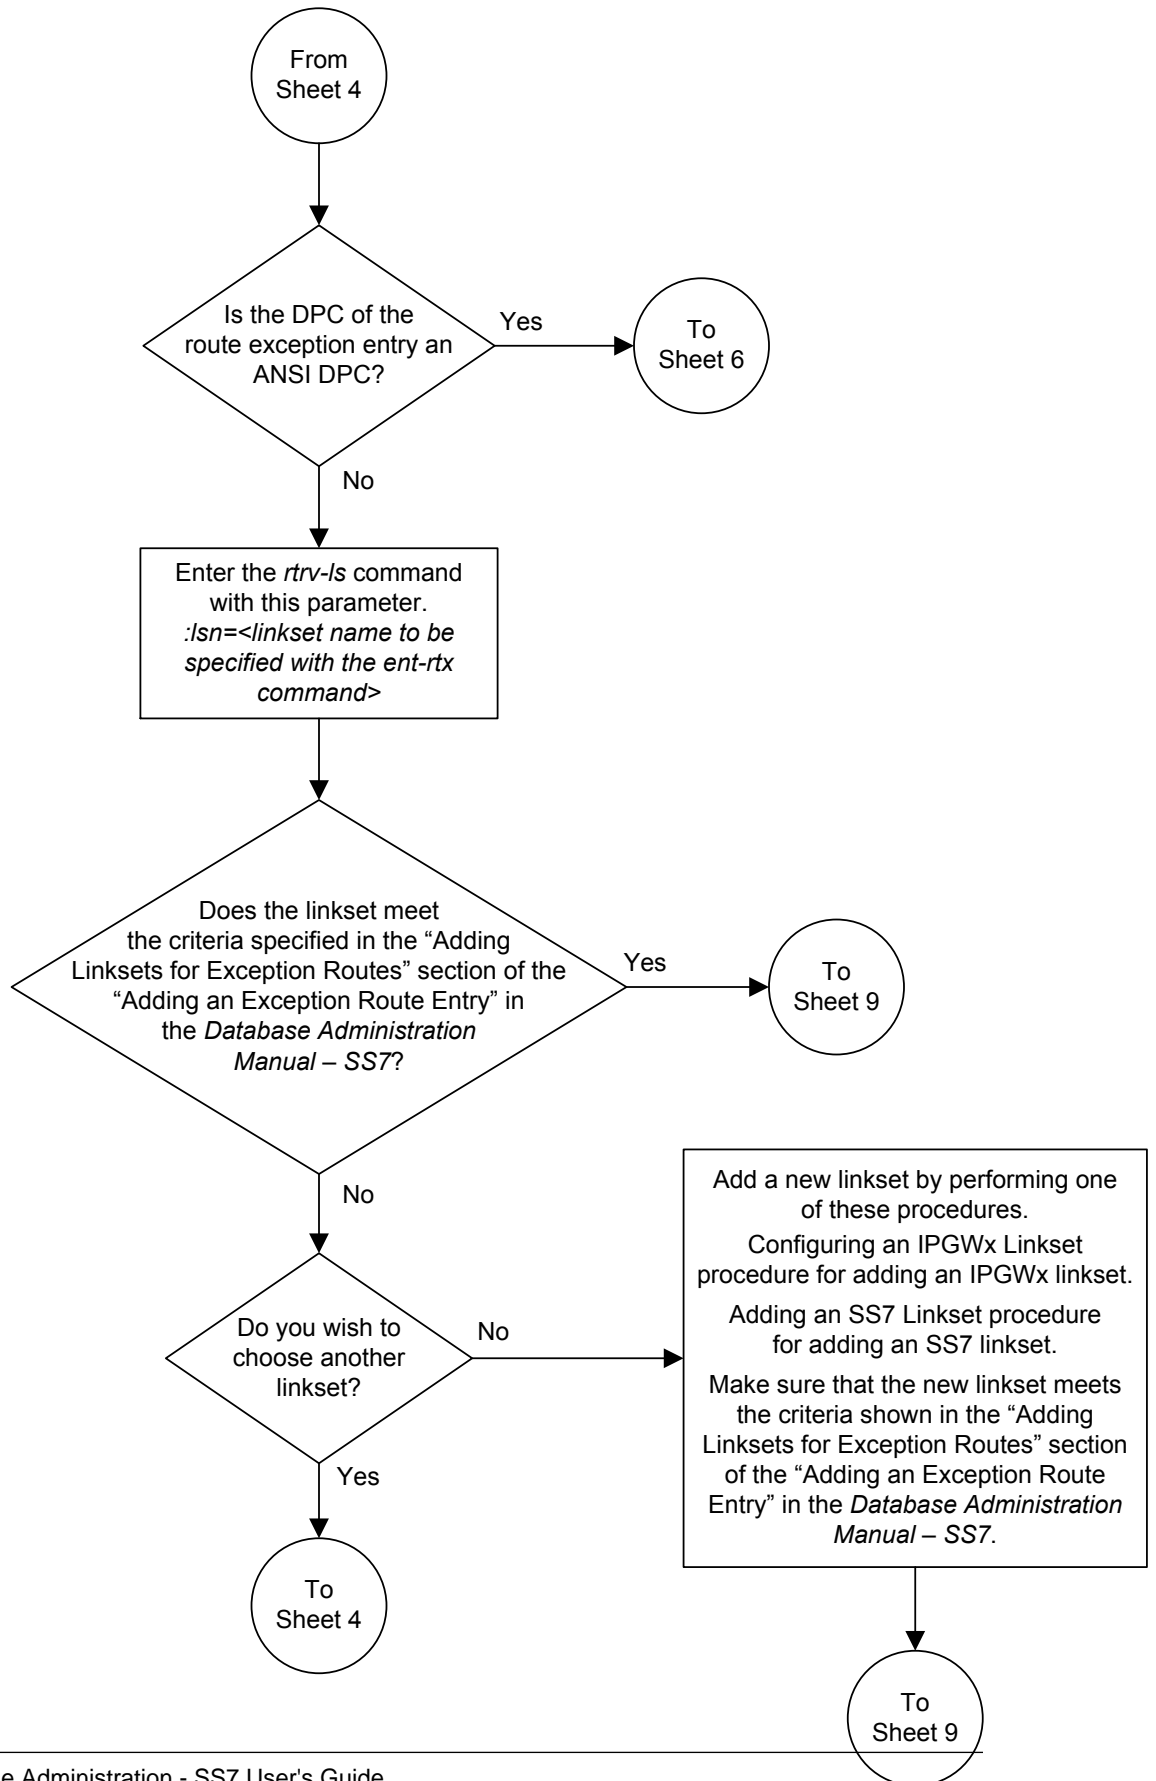 From
Sheet 4
Is the DPC of the
route exception entry an
ANSI DPC?
Yes
To
Sheet 6
No
Enter the rtrv-ls command
with this parameter.
:lsn=<linkset name to be
specified with the ent-rtx
command>
Does the linkset meet
the criteria specified in the “Adding
Linksets for Exception Routes” section of the
“Adding an Exception Route Entry” in
the Database Administration
Manual – SS7?
Yes
To
Sheet 9
No
Do you wish to
choose another
linkset?
No
Add a new linkset by performing one
of these procedures.
Configuring an IPGWx Linkset
procedure for adding an IPGWx linkset.
Adding an SS7 Linkset procedure
for adding an SS7 linkset.
Make sure that the new linkset meets
the criteria shown in the “Adding
Linksets for Exception Routes” section
of the “Adding an Exception Route
Entry” in the Database Administration
Manual – SS7.
Yes
To
Sheet 4
To
Sheet 9
e Administration - SS7 User's Guide